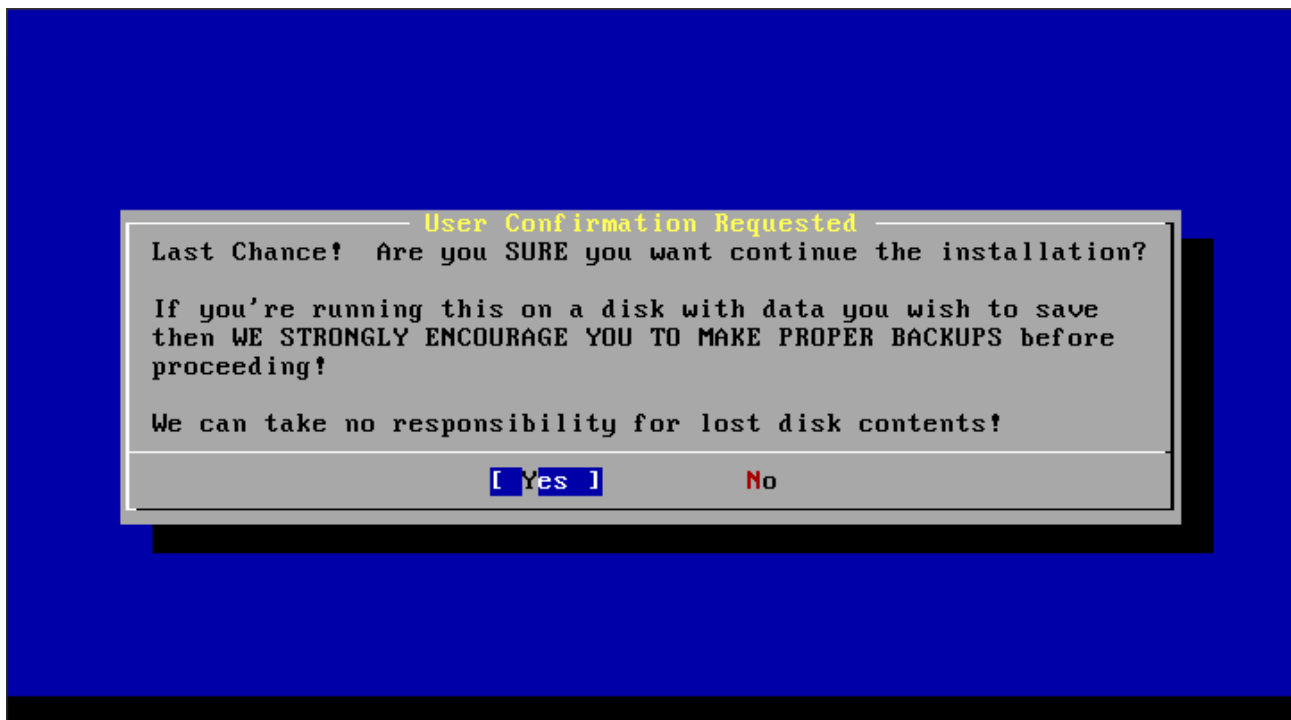 User Confirmation Requested
Last Chance!  Are you SURE you want continue the installation?
If you're running this on a disk with data you wish to save
then WE STRONGLY ENCOURAGE YOU TO MAKE PROPER BACKUPS before
proceeding!
We can take no responsibility for lost disk contents!
[ Yes ]        No